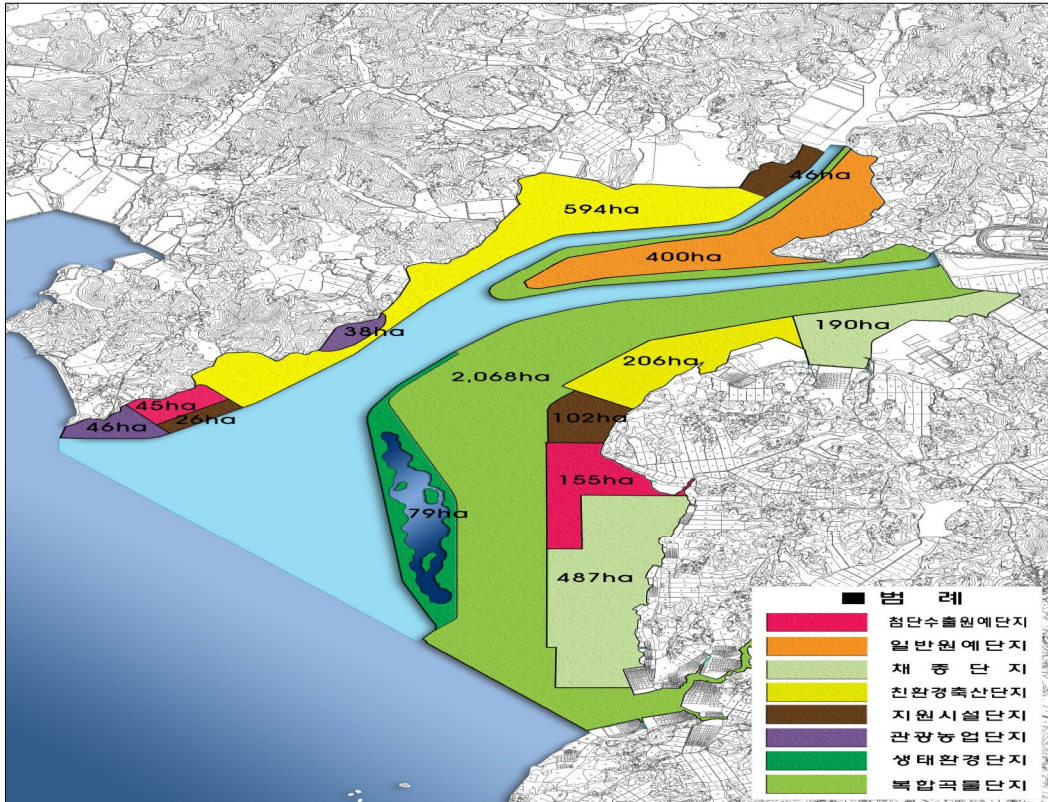 46ha
594ha
400ha
38ha
190ha
206ha
2,068ha
45ha
26ha
46ha
102ha
155ha
79ha
487ha
■ 범 례
첨단수출원예단지
일반원예단지
채 종 단 지
친환경축산단지
지원시설단지
관광농업단지
생태환경단지
복합곡물단지